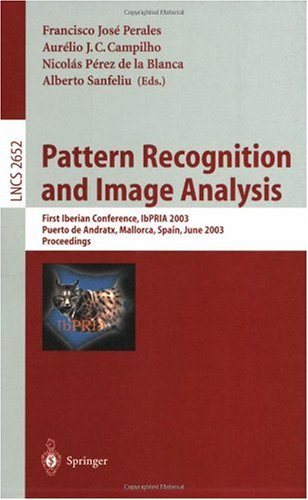 Francisco José Perales
Aurélio J. C. Campilho
Nicolás Pérez de la Blanca
Alberto Sanfeliu (Eds.)
LNCS 2652
Pattern Recognition
and Image Analysis
First Iberian Conference, IbPRIA 2003
Puerto de Andratx, Mallorca, Spain, June 2003
Proceedings
IbPRIA
Springer